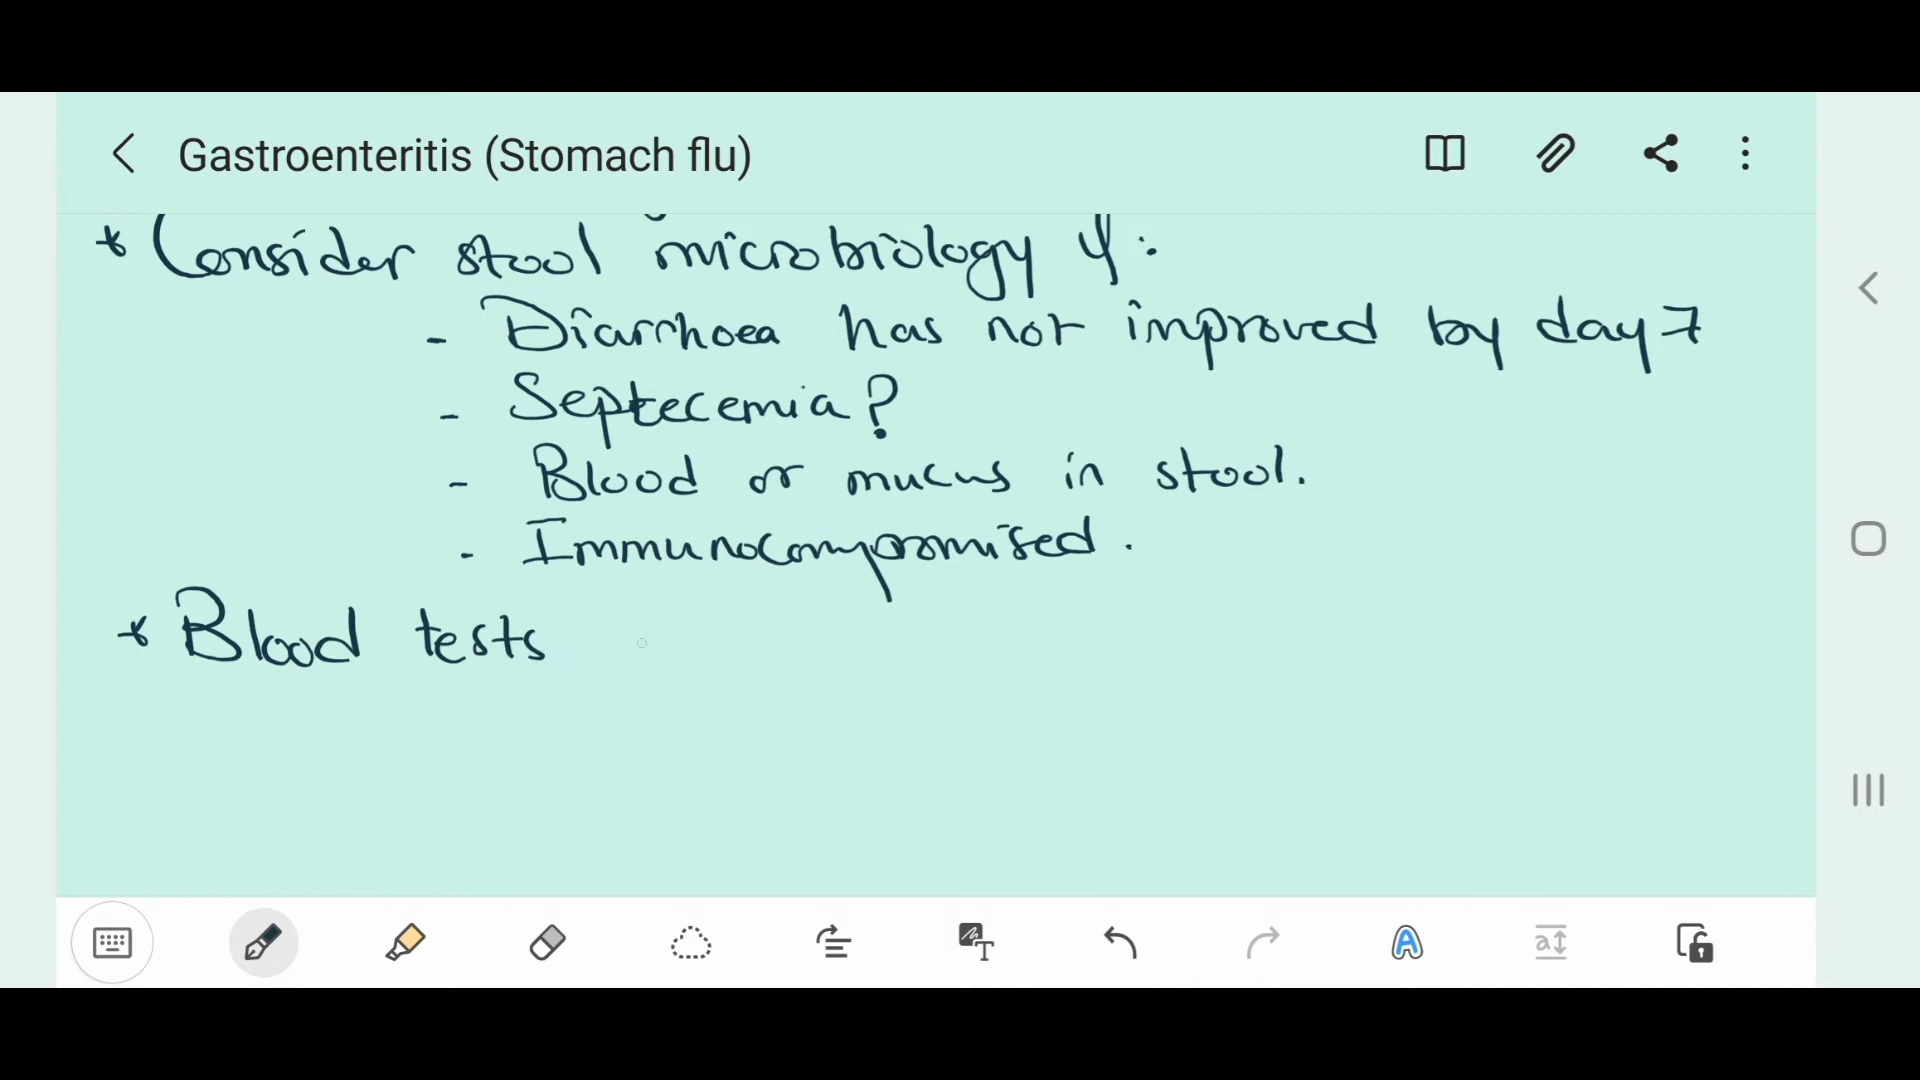 Gastroenteritis (Stomach flu)
* Consider stool microbiology if :
- Diarrhoea has not improved by day 7
- Septecemia?
- Blood or mucus in stool.
- Immunocompromised.
* Blood tests